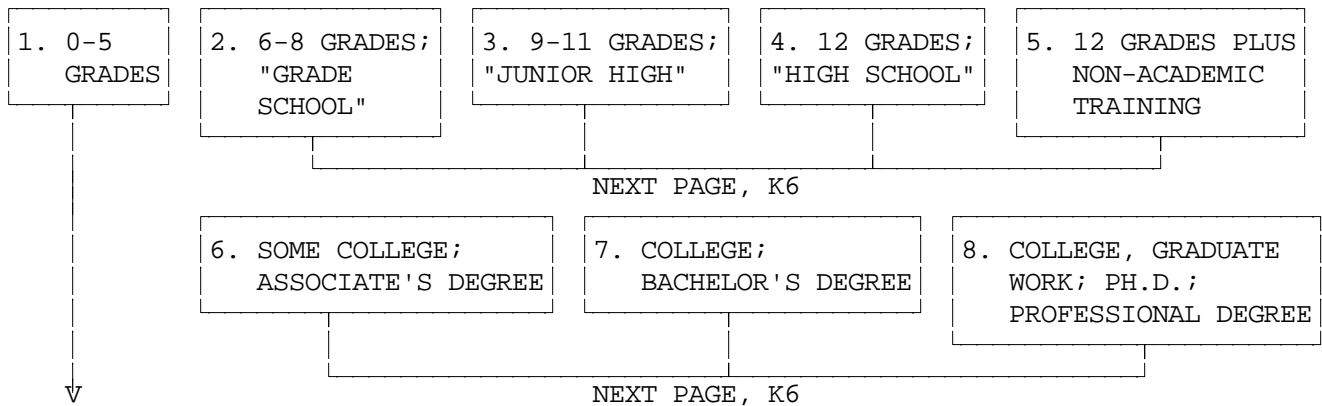 1. 0-5
GRADES
2. 6-8 GRADES;
"GRADE
SCHOOL"
3. 9-11 GRADES;
"JUNIOR HIGH"
4. 12 GRADES;
"HIGH SCHOOL"
5. 12 GRADES PLUS
NON-ACADEMIC
TRAINING
NEXT PAGE, K6
6. SOME COLLEGE;
ASSOCIATE'S DEGREE
7. COLLEGE;
BACHELOR'S DEGREE
8. COLLEGE, GRADUATE
WORK; PH.D.;
PROFESSIONAL DEGREE
V
NEXT PAGE, K6